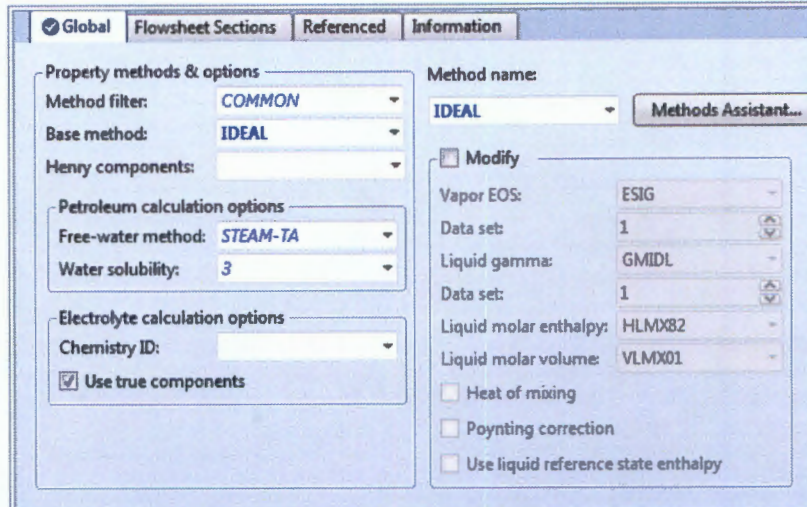 Global Flowsheet Sections Referenced Information
Property methods & options
Method filter: COMMON
Base method: IDEAL
Henry components:
Petroleum calculation options
Free-water method: STEAM-TA
Water solubility: 3
Electrolyte calculation options
Chemistry ID:
Use true components
Method name:
IDEAL Methods Assistant...
Modify
Vapor EOS: ESIG
Data set: 1
Liquid gamma: GMIDL
Data set: 1
Liquid molar enthalpy: HLMX82
Liquid molar volume: VLMX01
Heat of mixing
Poynting correction
Use liquid reference state enthalpy